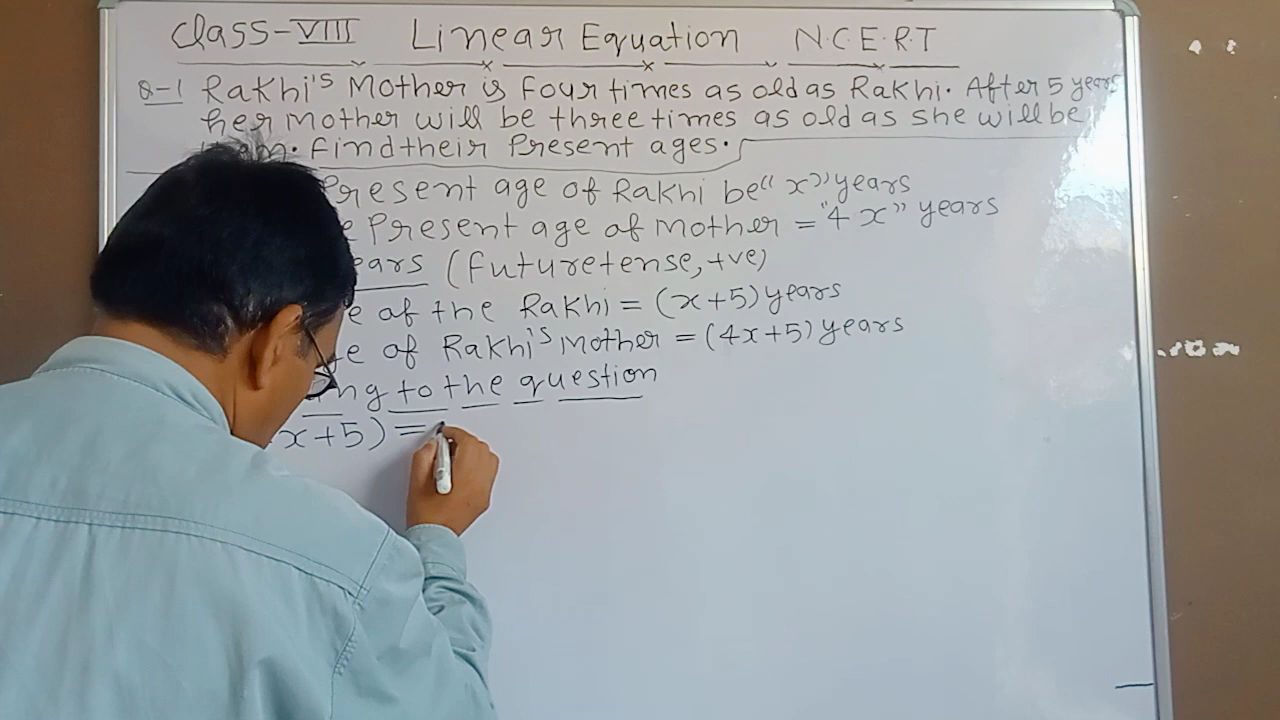 Class-VIII Linear Equation N.C.E.R.T
Q-1 Rakhi's Mother is Four times as old as Rakhi. After 5 years
her mother will be three times as old as she will be
. Find their Present ages.
Present age of Rakhi be "x" years
Present age of mother = "4x" years
(future tense, +ve)
of the Rakhi = (x+5) years
of Rakhi's Mother = (4x+5) years
to the question
x+5) =